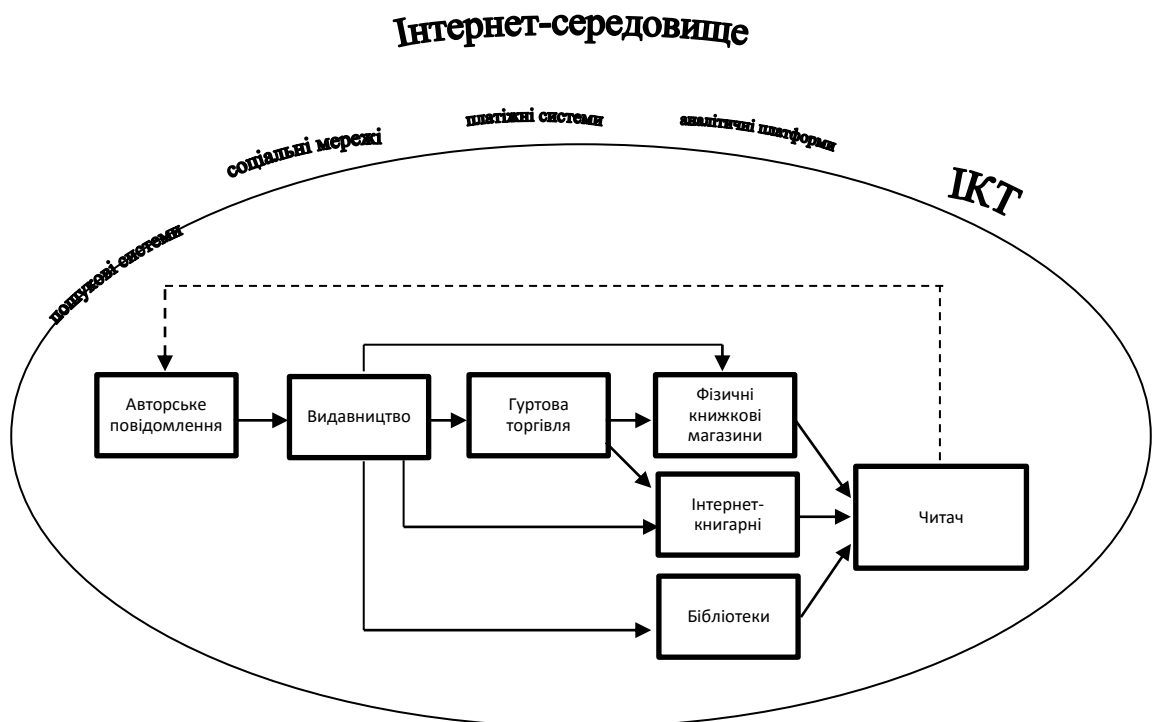 Інтернет-середовище
платіжні системи
аналітичні платформи
соціальні мережі
ІКТ
пошукові системи
Авторське
повідомлення
Видавництво
Гуртова
торгівля
Фізичні
книжкові
магазини
Інтернет-
книгарні
Читач
Бібліотеки